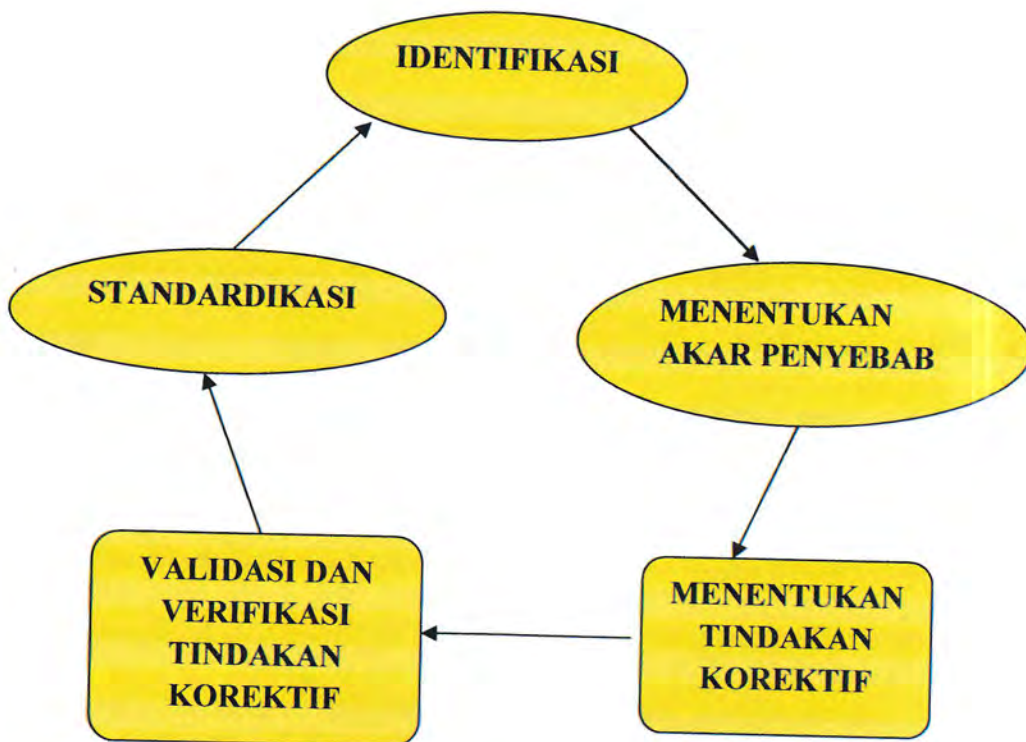 IDENTIFIKASI
MENENTUKAN
AKAR PENYEBAB
MENENTUKAN
TINDAKAN
KOREKTIF
VALIDASI DAN
VERIFIKASI
TINDAKAN
KOREKTIF
STANDARDIKASI